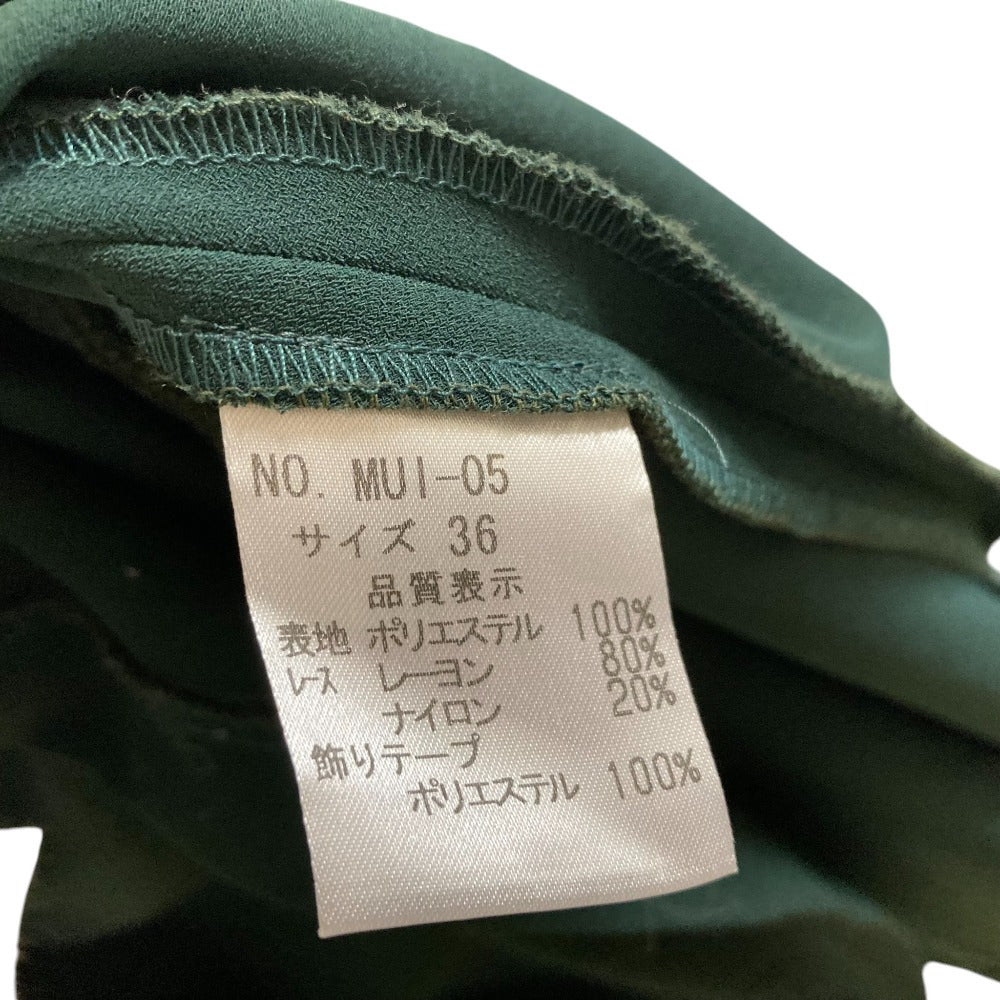 NO. MUI-05
サイズ 36
品質表示
表地 ポリエステル 100%
レース レーヨン 80%
ナイロン 20%
飾りテープ
ポリエステル 100%